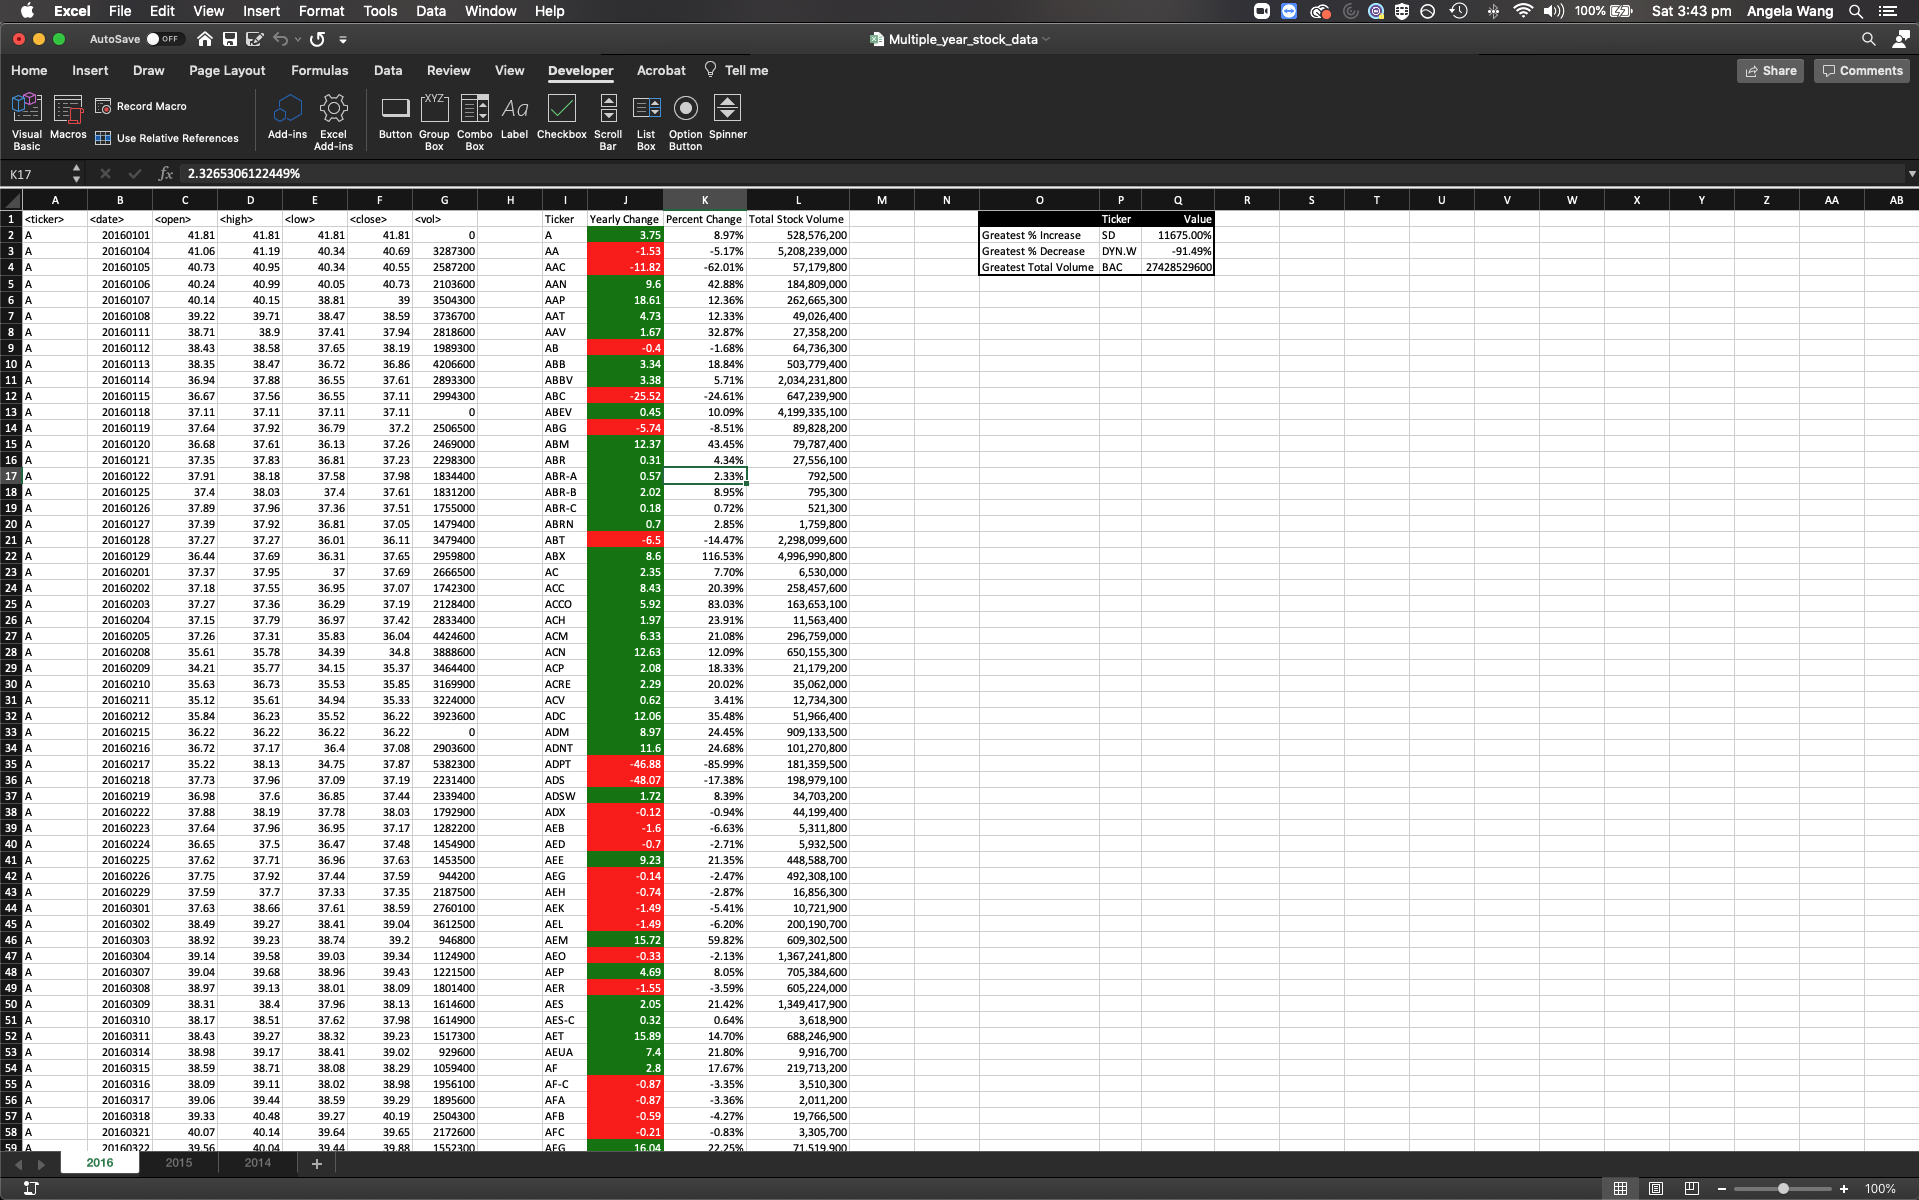 Excel File Edit View Insert Format Tools Data Window Help 100% Sat 3:43 pm Angela Wang
AutoSave OFF Multiple_year_stock_data
Home Insert Draw Page Layout Formulas Data Review View Developer Acrobat Tell me Share Comments
Visual Basic Macros Record Macro Use Relative References Add-ins Excel Add-ins Button Group Box Combo Box Label Checkbox Scroll Bar List Box Option Button Spinner
K17 fx 2.3265306122449%
A B C D E F G H I J K L M N O P Q R S T U V W X Y Z AA AB
1 <ticker> <date> <open> <high> <low> <close> <vol> Ticker Yearly Change Percent Change Total Stock Volume Ticker Value
2 A 20160101 41.81 41.81 41.81 41.81 0 A 3.75 8.97% 528,576,200 Greatest % Increase SD 11675.00%
3 A 20160104 41.06 41.19 40.34 40.69 3287300 AA -1.53 -5.17% 5,208,239,000 Greatest % Decrease DYN.W -91.49%
4 A 20160105 40.73 40.95 40.34 40.55 2587200 AAC -11.82 -62.01% 57,179,800 Greatest Total Volume BAC 27428529600
5 A 20160106 40.24 40.99 40.05 40.73 2103600 AAN 9.6 42.88% 184,809,000
6 A 20160107 40.14 40.15 38.81 39 3504300 AAP 18.61 12.36% 262,665,300
7 A 20160108 39.22 39.71 38.47 38.59 3736700 AAT 4.73 12.33% 49,026,400
8 A 20160111 38.71 38.9 37.41 37.94 2818600 AAV 1.67 32.87% 27,358,200
9 A 20160112 38.43 38.58 37.65 38.19 1989300 AB -0.4 -1.68% 64,736,300
10 A 20160113 38.35 38.47 36.72 36.86 4206600 ABB 3.34 18.84% 503,779,400
11 A 20160114 36.94 37.88 36.55 37.61 2893300 ABBV 3.38 5.71% 2,034,231,800
12 A 20160115 36.67 37.56 36.55 37.11 2994300 ABC -25.52 -24.61% 647,239,900
13 A 20160118 37.11 37.11 37.11 37.11 0 ABEV 0.45 10.09% 4,199,335,100
14 A 20160119 37.64 37.92 36.79 37.2 2506500 ABG -5.74 -8.51% 89,828,200
15 A 20160120 36.68 37.61 36.13 37.26 2469000 ABM 12.37 43.45% 79,787,400
16 A 20160121 37.35 37.83 36.81 37.23 2298300 ABR 0.31 4.34% 27,556,100
17 A 20160122 37.91 38.18 37.58 37.98 1834400 ABR-A 0.57 2.33% 792,500
18 A 20160125 37.4 38.03 37.4 37.61 1831200 ABR-B 2.02 8.95% 795,300
19 A 20160126 37.89 37.96 37.36 37.51 1755000 ABR-C 0.18 0.72% 521,300
20 A 20160127 37.39 37.92 36.81 37.05 1479400 ABRN 0.7 2.85% 1,759,800
21 A 20160128 37.27 37.27 36.01 36.11 3479400 ABT -6.5 -14.47% 2,298,099,600
22 A 20160129 36.44 37.69 36.31 37.65 2959800 ABX 8.6 116.53% 4,996,990,800
23 A 20160201 37.37 37.95 37 37.69 2666500 AC 2.35 7.70% 6,530,000
24 A 20160202 37.18 37.55 36.95 37.07 1742300 ACC 8.43 20.39% 258,457,600
25 A 20160203 37.27 37.36 36.29 37.19 2128400 ACCO 5.92 83.03% 163,653,100
26 A 20160204 37.15 37.79 36.97 37.42 2833400 ACH 1.97 23.91% 11,563,400
27 A 20160205 37.26 37.31 35.83 36.04 4424600 ACM 6.33 21.08% 296,759,000
28 A 20160208 35.61 35.78 34.39 34.8 3888600 ACN 12.63 12.09% 650,155,300
29 A 20160209 34.21 35.77 34.15 35.37 3464400 ACP 2.08 18.33% 21,179,200
30 A 20160210 35.63 36.73 35.53 35.85 3169900 ACRE 2.29 20.02% 35,062,000
31 A 20160211 35.12 35.61 34.94 35.33 3224000 ACV 0.62 3.41% 12,734,300
32 A 20160212 35.84 36.23 35.52 36.22 3923600 ADC 12.06 35.48% 51,966,400
33 A 20160215 36.22 36.22 36.22 36.22 0 ADM 8.97 24.45% 909,133,500
34 A 20160216 36.72 37.17 36.4 37.08 2903600 ADNT 11.6 24.68% 101,270,800
35 A 20160217 35.22 38.13 34.75 37.87 5382300 ADPT -46.88 -85.99% 181,359,500
36 A 20160218 37.73 37.96 37.09 37.19 2231400 ADS -48.07 -17.38% 198,979,100
37 A 20160219 36.98 37.6 36.85 37.44 2339400 ADSW 1.72 8.39% 34,703,200
38 A 20160222 37.88 38.19 37.78 38.03 1792900 ADX -0.12 -0.94% 44,199,400
39 A 20160223 37.64 37.96 36.95 37.17 1282200 AEB -1.6 -6.63% 5,311,800
40 A 20160224 36.65 37.5 36.47 37.48 1454900 AED -0.7 -2.71% 5,932,500
41 A 20160225 37.62 37.71 36.96 37.63 1453500 AEE 9.23 21.35% 448,588,700
42 A 20160226 37.75 37.92 37.44 37.59 944200 AEG -0.14 -2.47% 492,308,100
43 A 20160229 37.59 37.7 37.33 37.35 2187500 AEH -0.74 -2.87% 16,856,300
44 A 20160301 37.63 38.66 37.61 38.59 2760100 AEK -1.49 -5.41% 10,721,900
45 A 20160302 38.49 39.27 38.41 39.04 3612500 AEL -1.49 -6.20% 200,190,700
46 A 20160303 38.92 39.23 38.74 39.2 946800 AEM 15.72 59.82% 609,302,500
47 A 20160304 39.14 39.58 39.03 39.34 1124900 AEO -0.33 -2.13% 1,367,241,800
48 A 20160307 39.04 39.68 38.96 39.43 1221500 AEP 4.69 8.05% 705,384,600
49 A 20160308 38.97 39.13 38.01 38.09 1801400 AER -1.55 -3.59% 605,224,000
50 A 20160309 38.31 38.4 37.96 38.13 1614600 AES 2.05 21.42% 1,349,417,900
51 A 20160310 38.17 38.51 37.62 37.98 1614900 AES-C 0.32 0.64% 3,618,900
52 A 20160311 38.43 39.27 38.32 39.23 1517300 AET 15.89 14.70% 688,246,900
53 A 20160314 38.98 39.17 38.41 39.02 929600 AEUA 7.4 21.80% 9,916,700
54 A 20160315 38.59 38.71 38.08 38.29 1059400 AF 2.8 17.67% 219,713,200
55 A 20160316 38.09 39.11 38.02 38.98 1956100 AF-C -0.87 -3.35% 3,510,300
56 A 20160317 39.06 39.44 38.59 39.29 1895600 AFA -0.87 -3.36% 2,011,200
57 A 20160318 39.33 40.48 39.27 40.19 2504300 AFB -0.59 -4.27% 19,766,500
58 A 20160321 40.07 40.14 39.64 39.65 2172600 AFC -0.21 -0.83% 3,305,700
59 A 20160322 39.56 40.04 39.44 39.88 1552300 AFG 16.04 22.25% 71,519,900
2016 2015 2014 +
100%